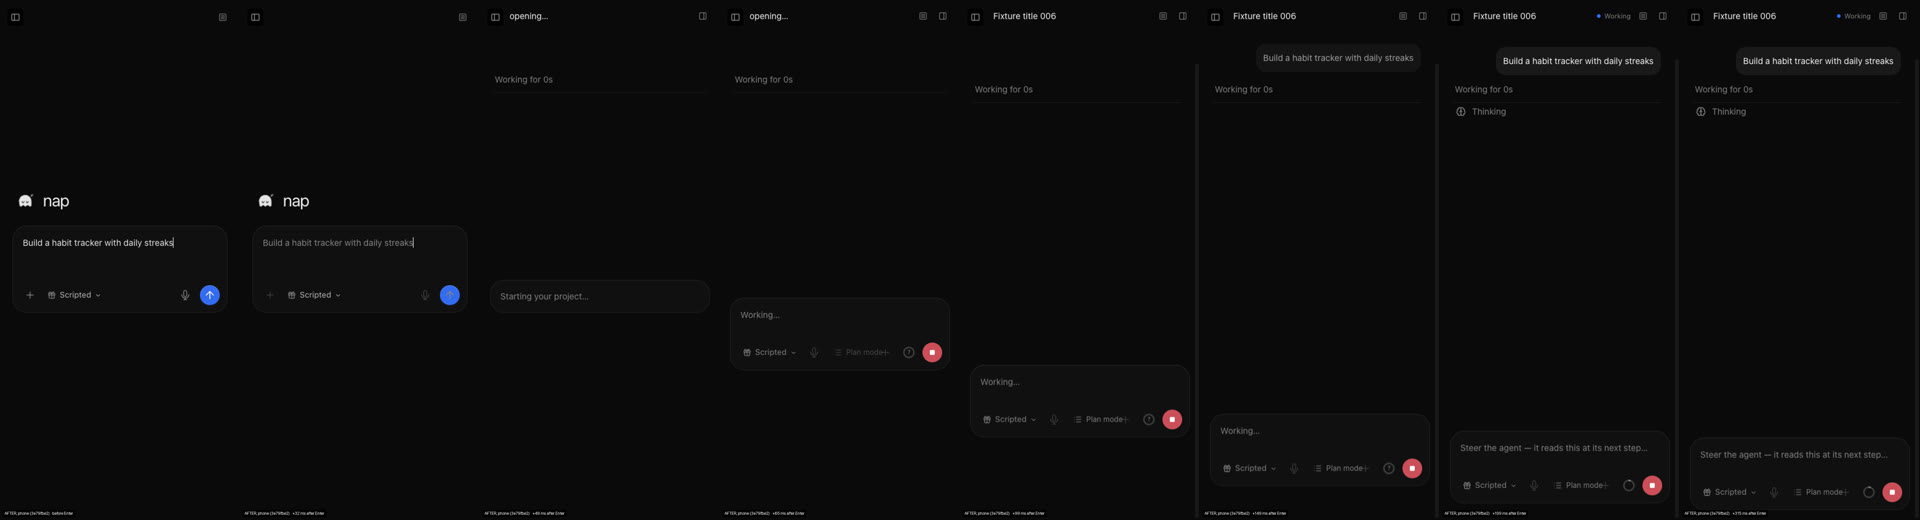 nap
Build a habit tracker with daily streaks
Scripted
AFTER, phone (3e79fbd2) before Enter
nap
Build a habit tracker with daily streaks
Scripted
opening...
Working for 0s
Starting your project...
opening...
Working for 0s
Working...
Scripted
Plan mode
Fixture title 006
Working for 0s
Working...
Scripted
Plan mode
Fixture title 006
Build a habit tracker with daily streaks
Working for 0s
Working...
Scripted
Plan mode
Fixture title 006
Working
Build a habit tracker with daily streaks
Working for 0s
Thinking
Steer the agent — it reads this at its next step...
Scripted
Plan mode
Fixture title 006
Working
Build a habit tracker with daily streaks
Working for 0s
Thinking
Steer the agent — it reads this at its next step...
Scripted
Plan mode